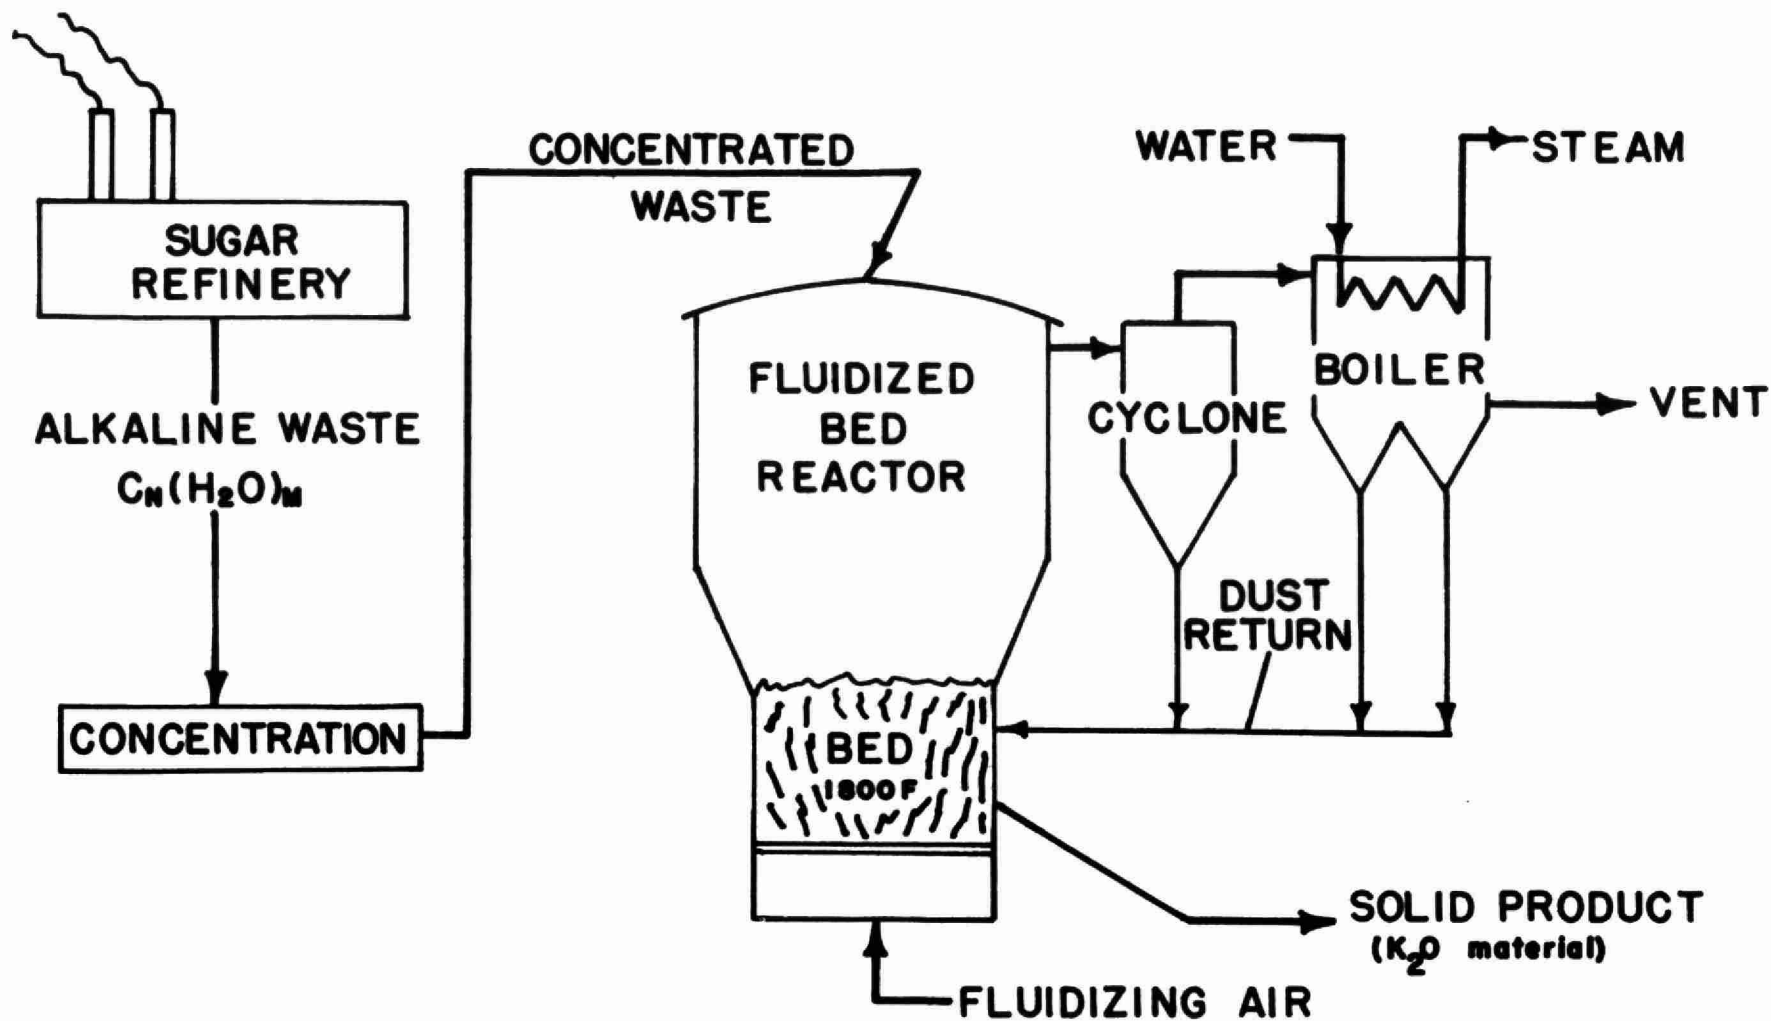 SUGAR
REFINERY
ALKALINE WASTE
Cₙ(H₂O)ₘ
CONCENTRATION
CONCENTRATED
WASTE
FLUIDIZED
BED
REACTOR
BED
1800F
FLUIDIZING AIR
CYCLONE
WATER
STEAM
BOILER
VENT
DUST
RETURN
SOLID PRODUCT
(K₂O material)